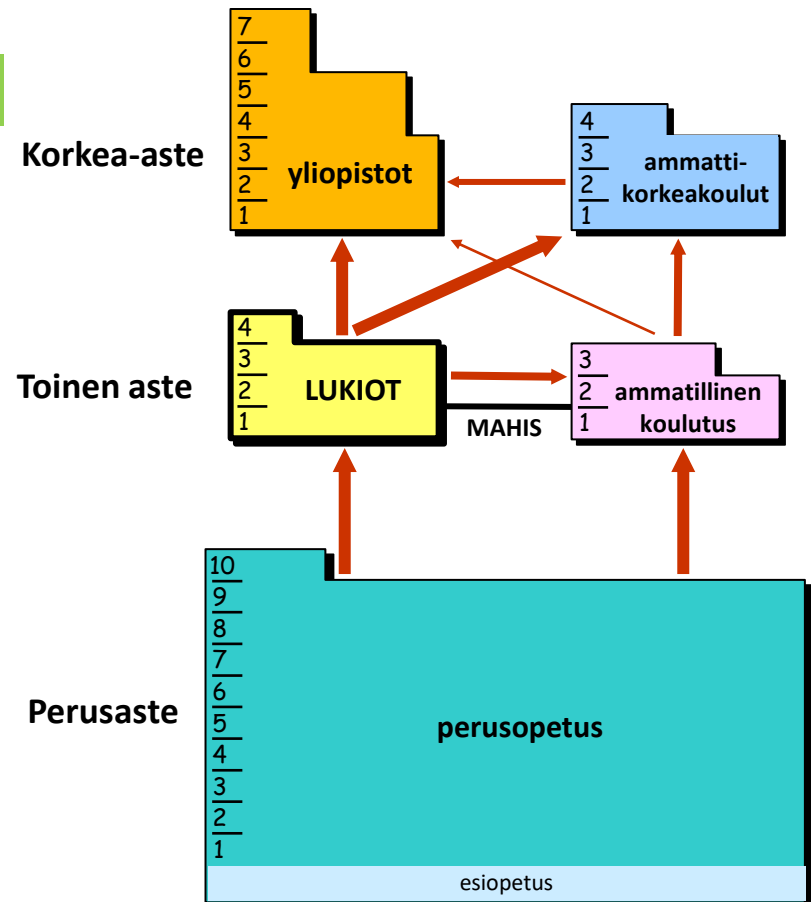 Korkea-aste
7
6
5
4
3
2
1
yliopistot
4
3
2
1
ammatti-
korkeakoulut
Toinen aste
4
3
2
1
LUKIOT
MAHIS
3
2
1
ammatillinen
koulutus
Perusaste
10
9
8
7
6
5
4
3
2
1
perusopetus
esiopetus